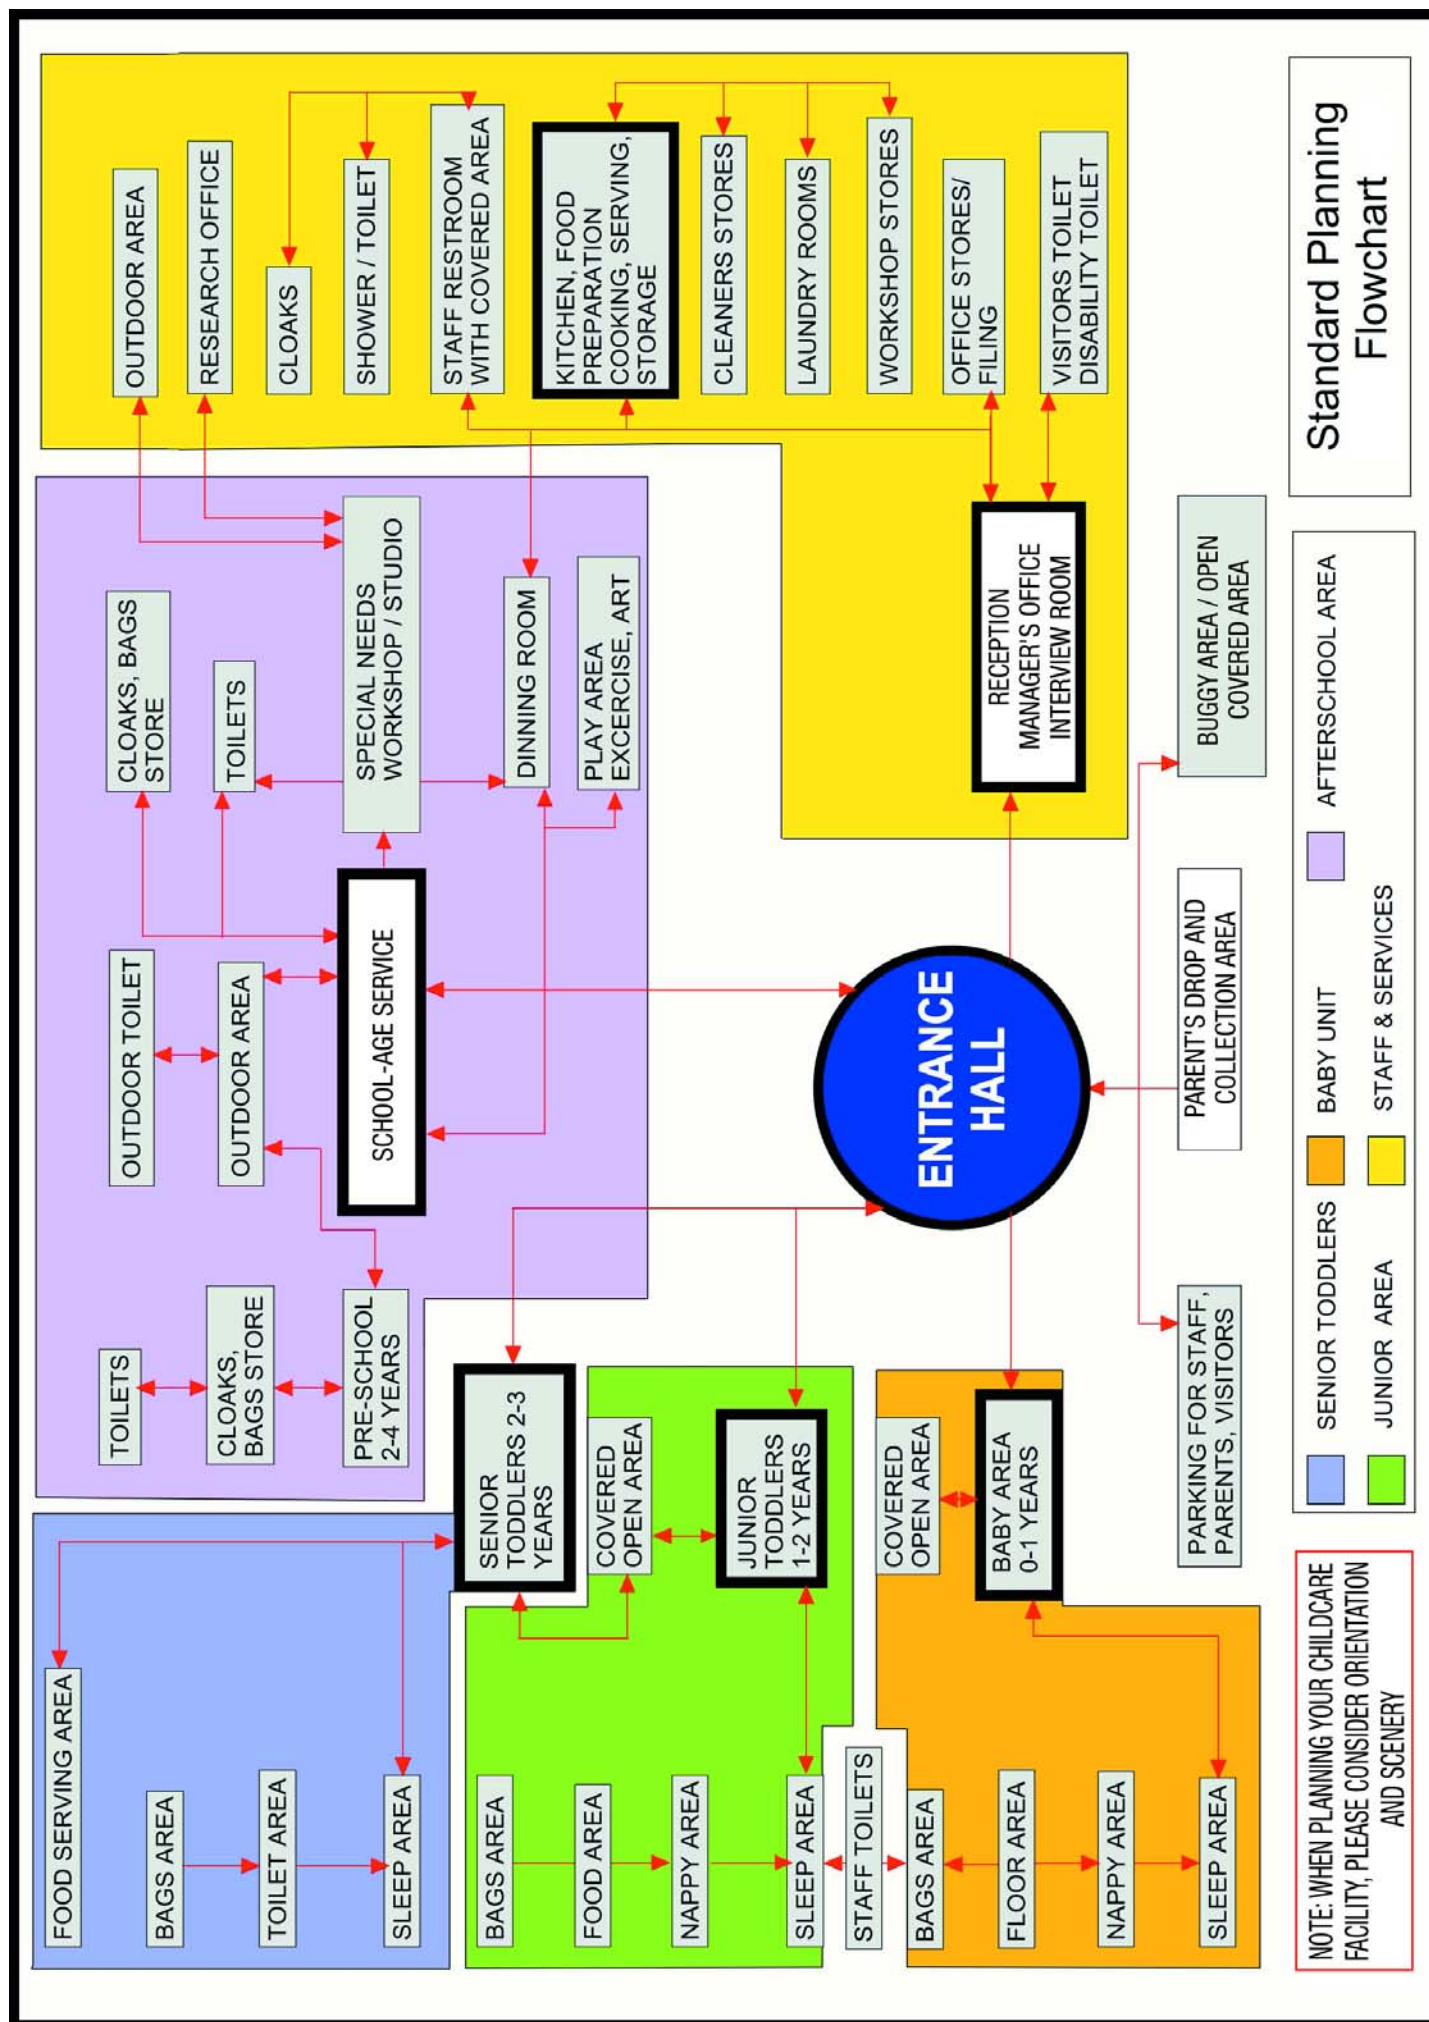 FOOD SERVING AREA
BAGS AREA
TOILET AREA
SLEEP AREA
TOILETS
CLOAKS,
BAGS STORE
PRE-SCHOOL
2-4 YEARS
OUTDOOR TOILET
OUTDOOR AREA
SCHOOL-AGE SERVICE
CLOAKS, BAGS
STORE
TOILETS
SPECIAL NEEDS
WORKSHOP / STUDIO
DINNING ROOM
PLAY AREA
EXCERCISE, ART
OUTDOOR AREA
RESEARCH OFFICE
CLOAKS
SHOWER / TOILET
STAFF RESTROOM
WITH COVERED AREA
KITCHEN, FOOD
PREPARATION
COOKING, SERVING,
STORAGE
CLEANERS STORES
LAUNDRY ROOMS
WORKSHOP STORES
OFFICE STORES/
FILING
VISITORS TOILET
DISABILITY TOILET
SENIOR
TODDLERS 2-3
YEARS
COVERED
OPEN AREA
JUNIOR
TODDLERS
1-2 YEARS
BAGS AREA
FOOD AREA
NAPPY AREA
SLEEP AREA
STAFF TOILETS
COVERED
OPEN AREA
BABY AREA
0-1 YEARS
BAGS AREA
FLOOR AREA
NAPPY AREA
SLEEP AREA
ENTRANCE
HALL
RECEPTION
MANAGER'S OFFICE
INTERVIEW ROOM
PARKING FOR STAFF,
PARENTS, VISITORS
PARENT'S DROP AND
COLLECTION AREA
BUGGY AREA / OPEN
COVERED AREA
NOTE: WHEN PLANNING YOUR CHILDCARE
FACILITY, PLEASE CONSIDER ORIENTATION
AND SCENERY
SENIOR TODDLERS
BABY UNIT
AFTERSCHOOL AREA
JUNIOR AREA
STAFF & SERVICES
Standard Planning
Flowchart